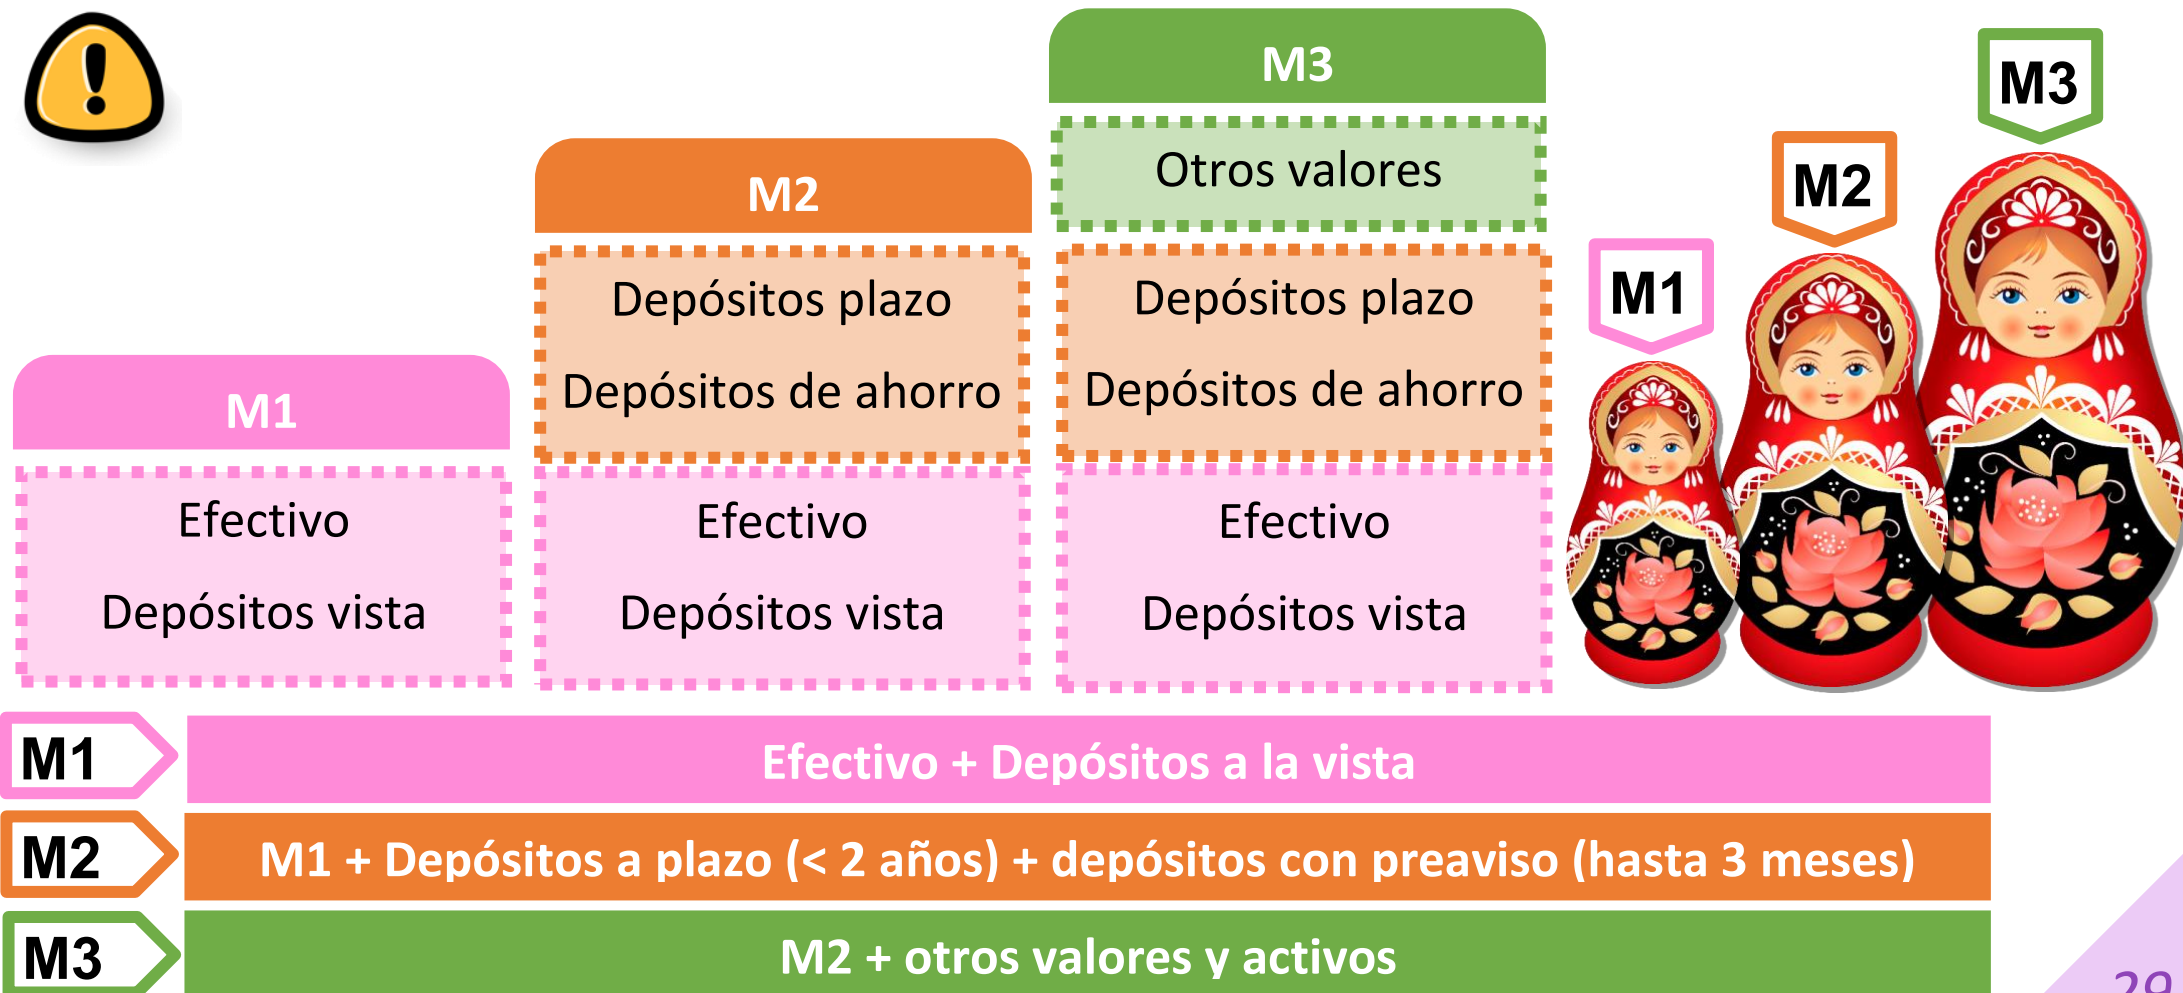 M1
Efectivo
Depósitos vista
M2
Depósitos plazo
Depósitos de ahorro
Efectivo
Depósitos vista
M3
Otros valores
Depósitos plazo
Depósitos de ahorro
Efectivo
Depósitos vista
M1
M2
M3
M1
Efectivo + Depósitos a la vista
M2
M1 + Depósitos a plazo (< 2 años) + depósitos con preaviso (hasta 3 meses)
M3
M2 + otros valores y activos
29